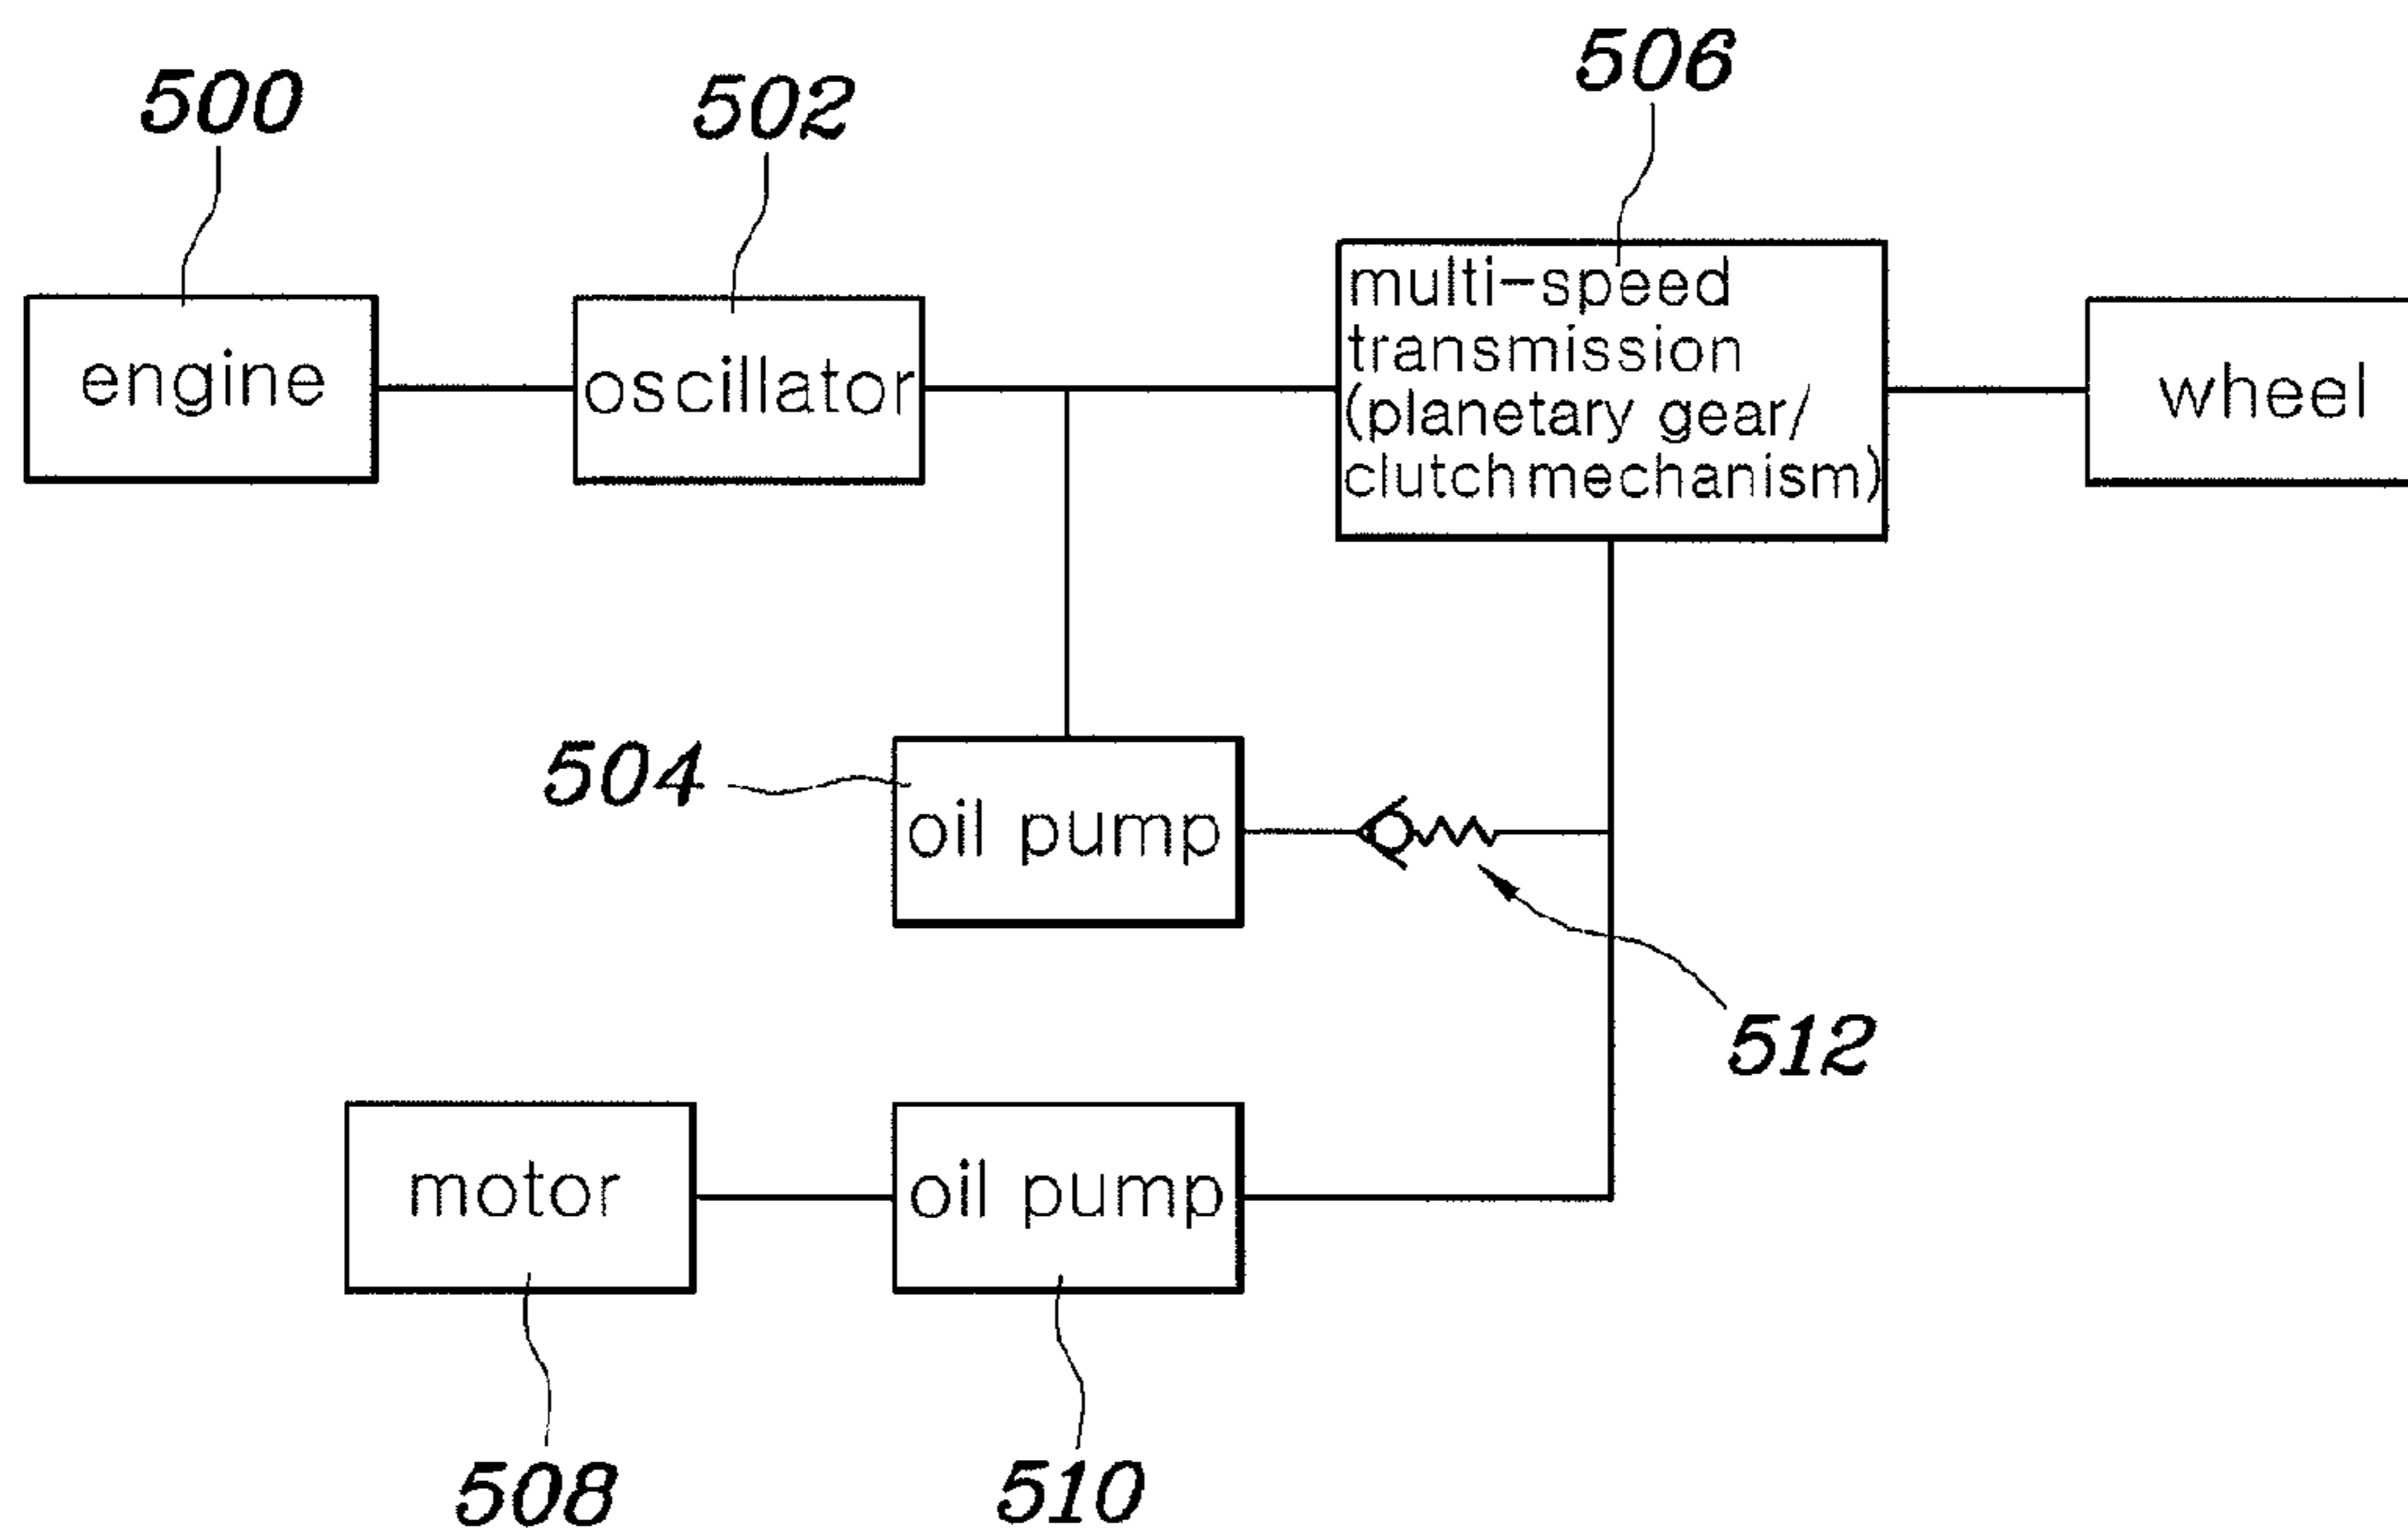 500
502
506
engine
oscillator
multi-speed
transmission
(planetary gear/
clutchmechanism)
wheel
504
oil pump
512
motor
oil pump
508
510